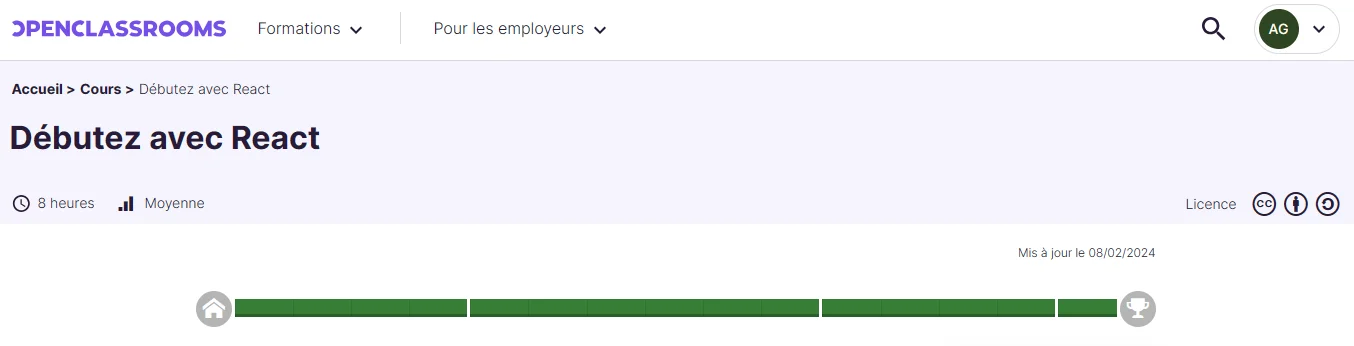 OPENCLASSROOMS Formations Pour les employeurs AG
Accueil > Cours > Débutez avec React
Débutez avec React
8 heures Moyenne Licence CC
Mis à jour le 08/02/2024